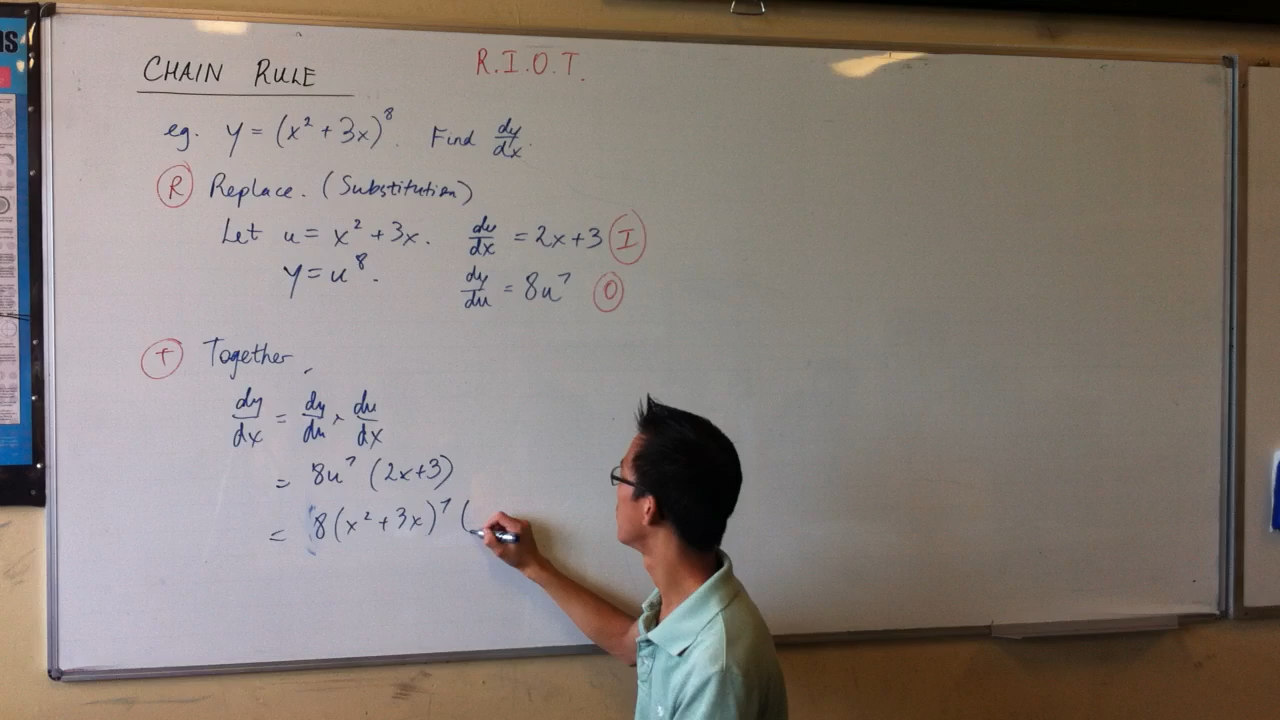 CHAIN RULE R.I.O.T.
eg. y = (x² + 3x)⁸. Find dy/dx.
R Replace. (Substitution)
Let u = x² + 3x. du/dx = 2x+3 I
y = u⁸. dy/du = 8u⁷ O
T Together,
dy/dx = dy/du × du/dx
= 8u⁷ (2x+3)
= 8(x² + 3x)⁷ (